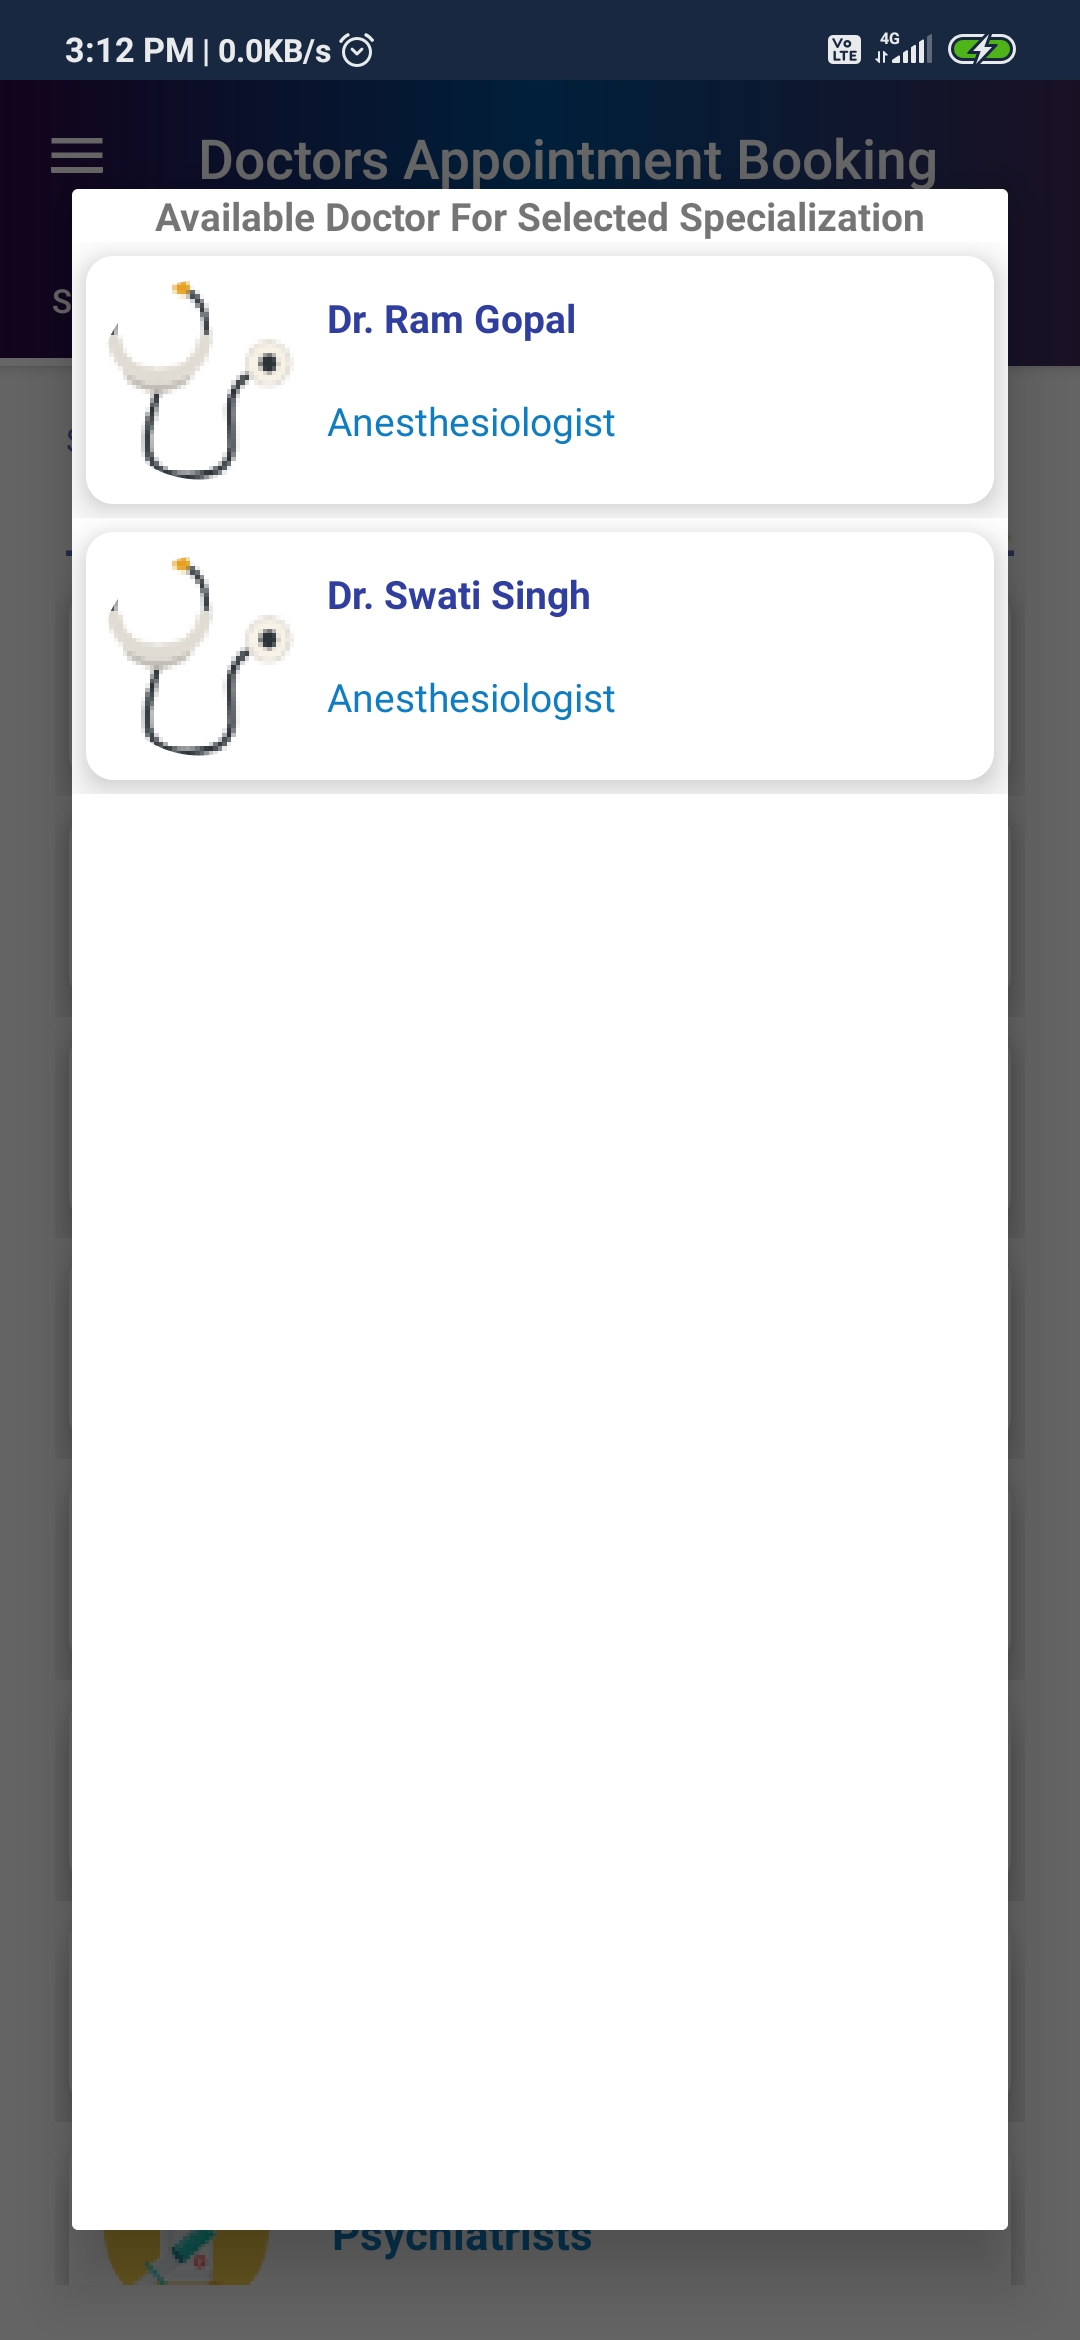 3:12 PM | 0.0KB/s
Vo LTE
4G
Doctors Appointment Booking
Available Doctor For Selected Specialization
S
Dr. Ram Gopal
Anesthesiologist
Dr. Swati Singh
Anesthesiologist
Psychiatrists